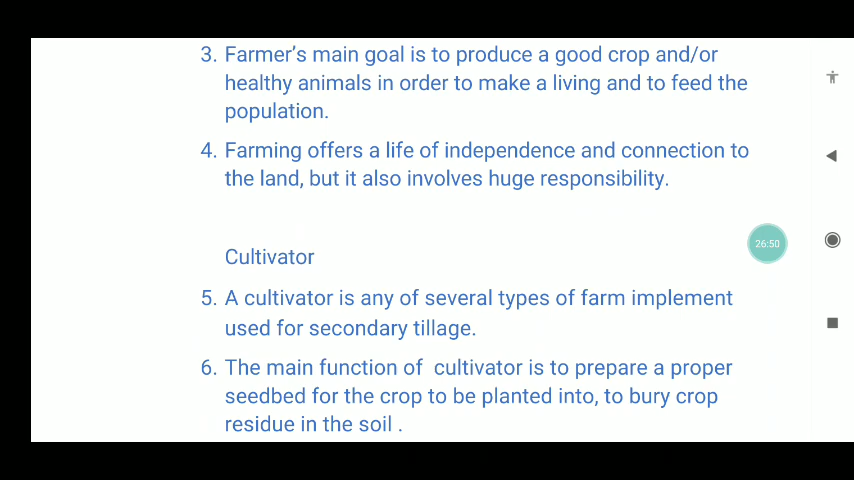 3. Farmer's main goal is to produce a good crop and/or
healthy animals in order to make a living and to feed the
population.
4. Farming offers a life of independence and connection to
the land, but it also involves huge responsibility.
26:50
Cultivator
5. A cultivator is any of several types of farm implement
used for secondary tillage.
6. The main function of cultivator is to prepare a proper
seedbed for the crop to be planted into, to bury crop
residue in the soil .